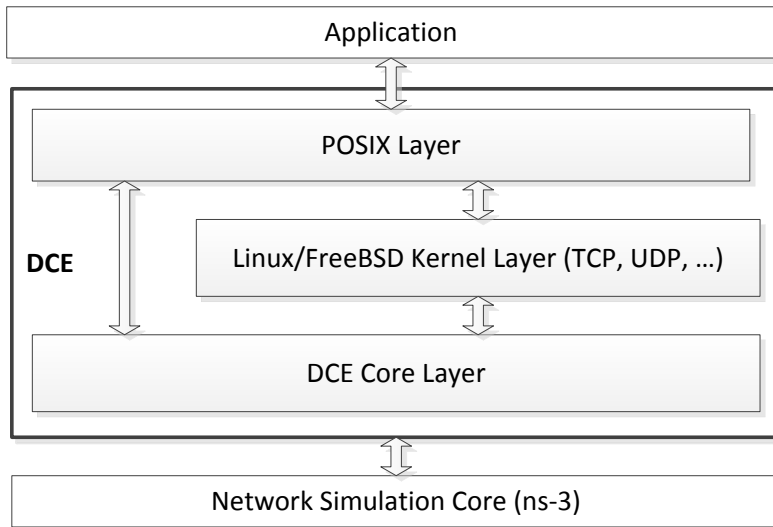 Application
POSIX Layer
Linux/FreeBSD Kernel Layer (TCP, UDP, …)
DCE
DCE Core Layer
Network Simulation Core (ns-3)